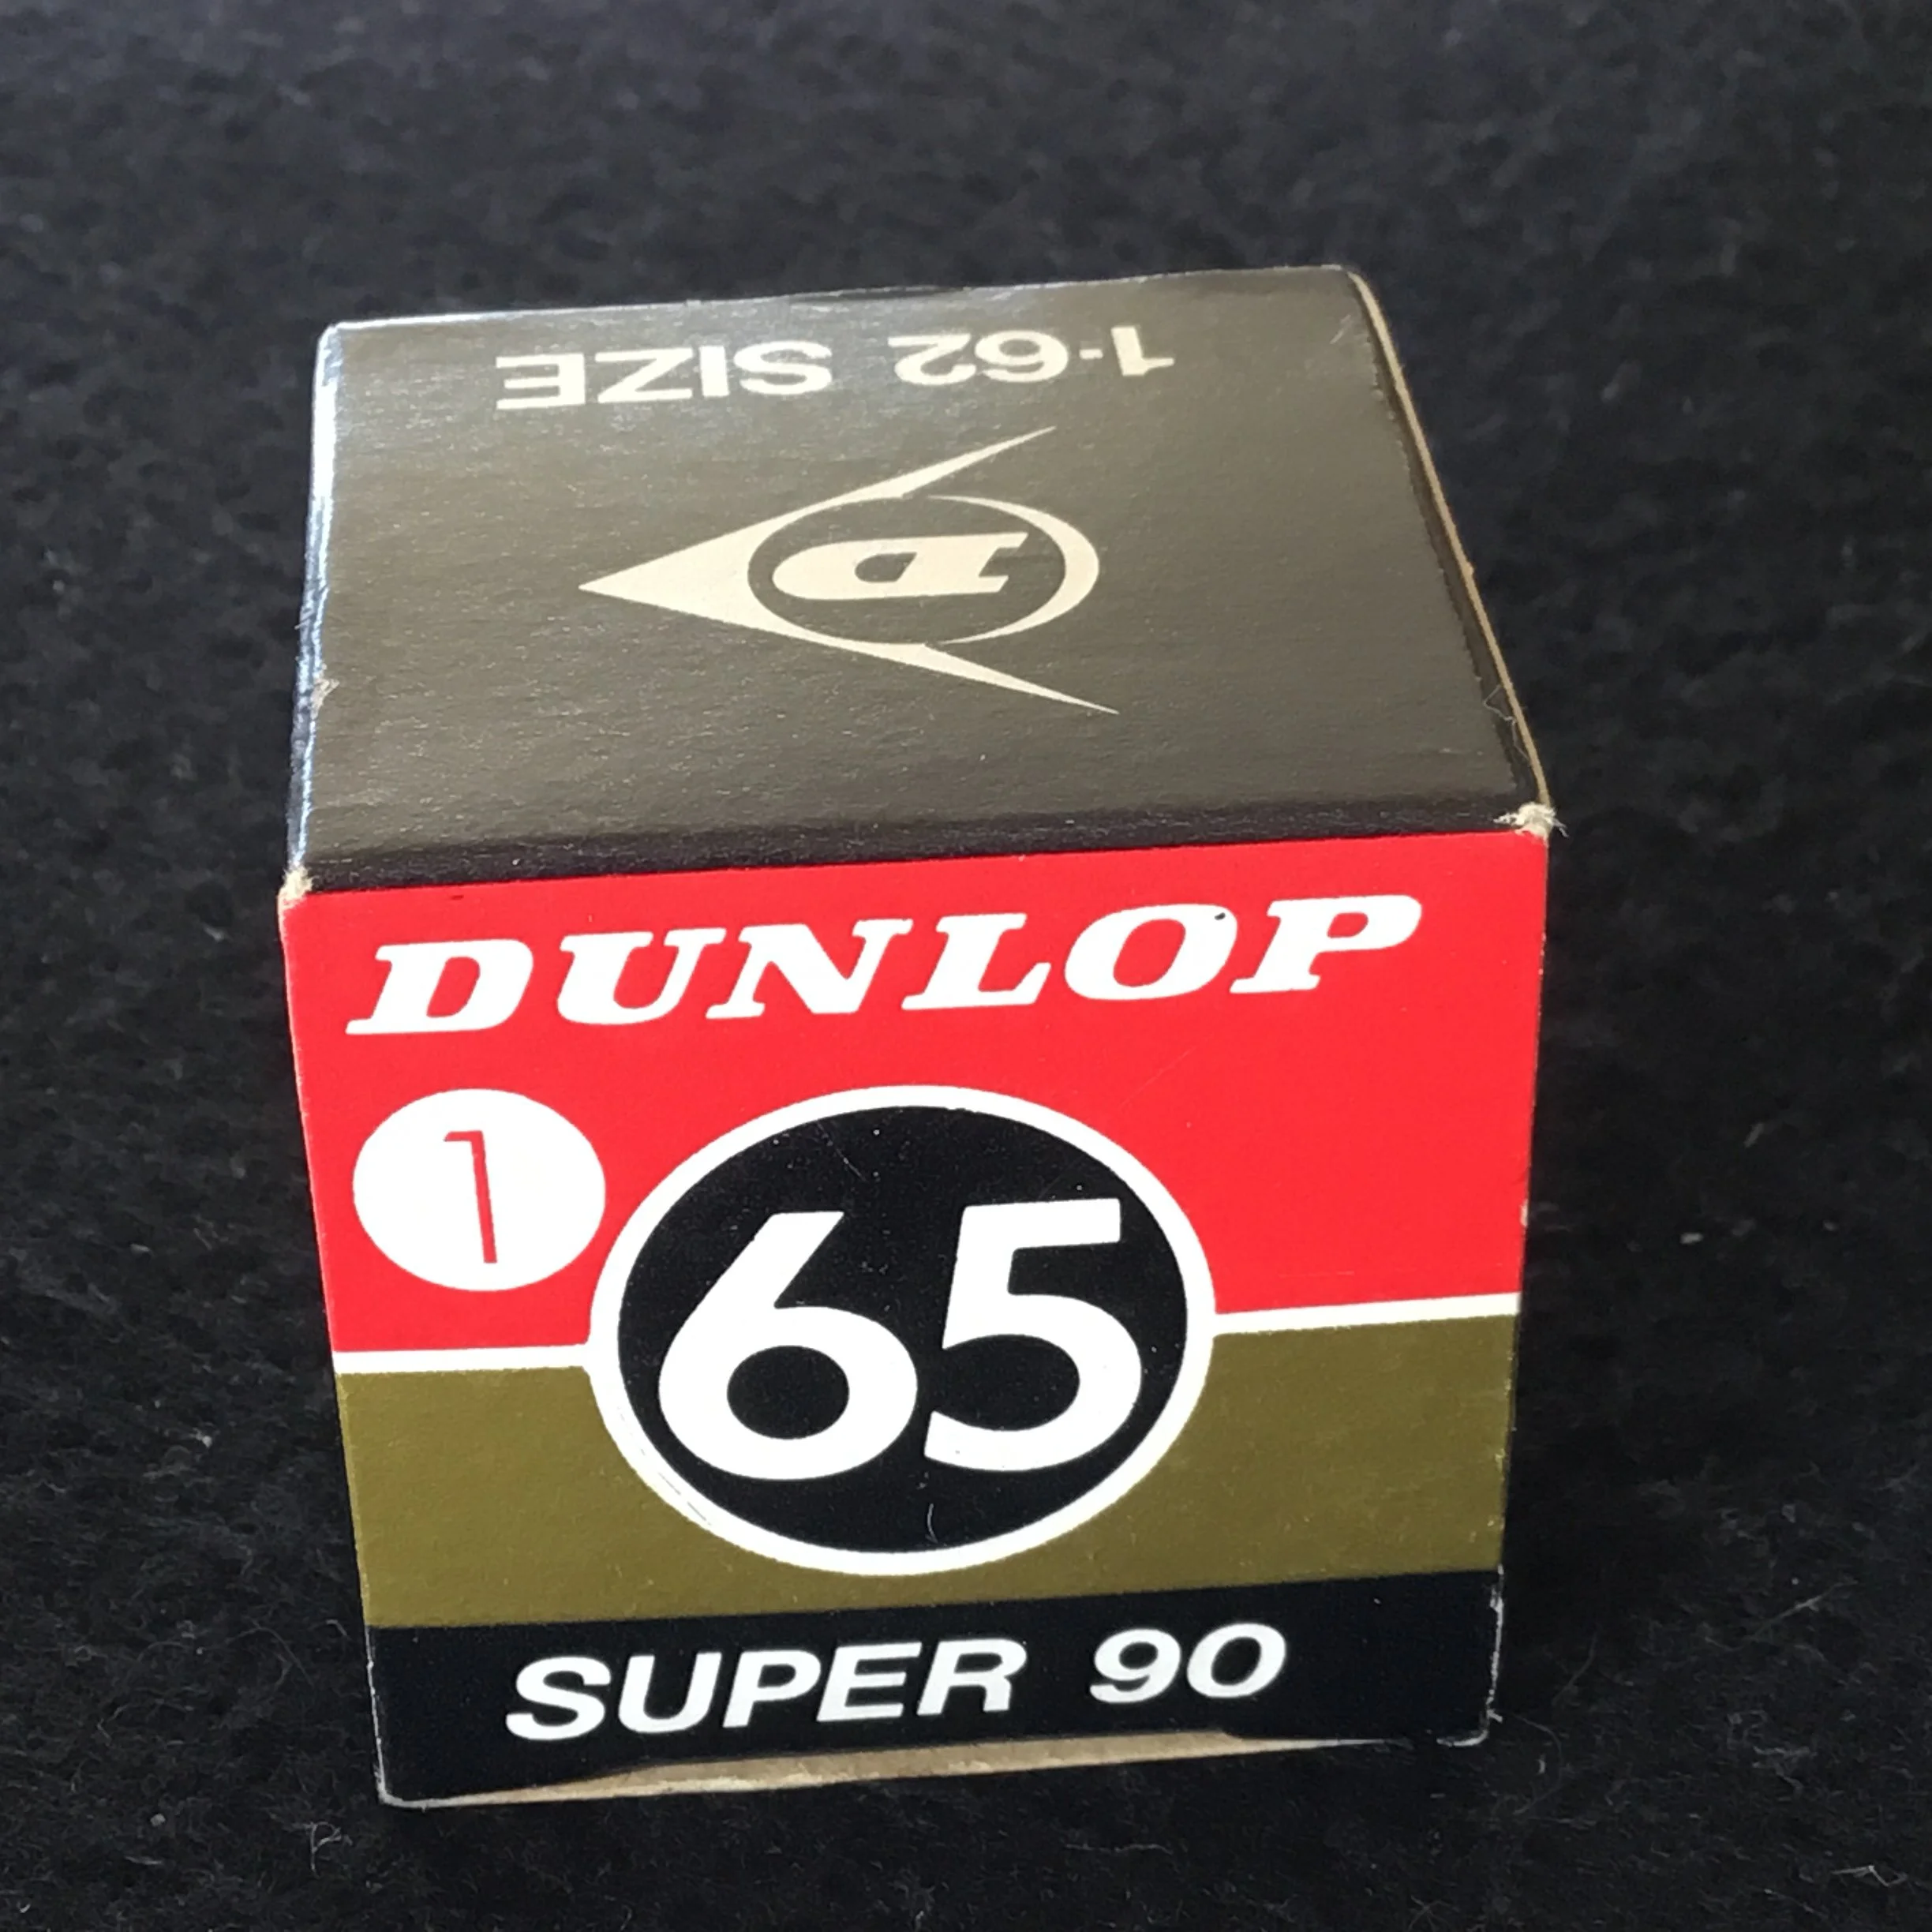 1·62 SIZE
D
DUNLOP
1
65
SUPER 90